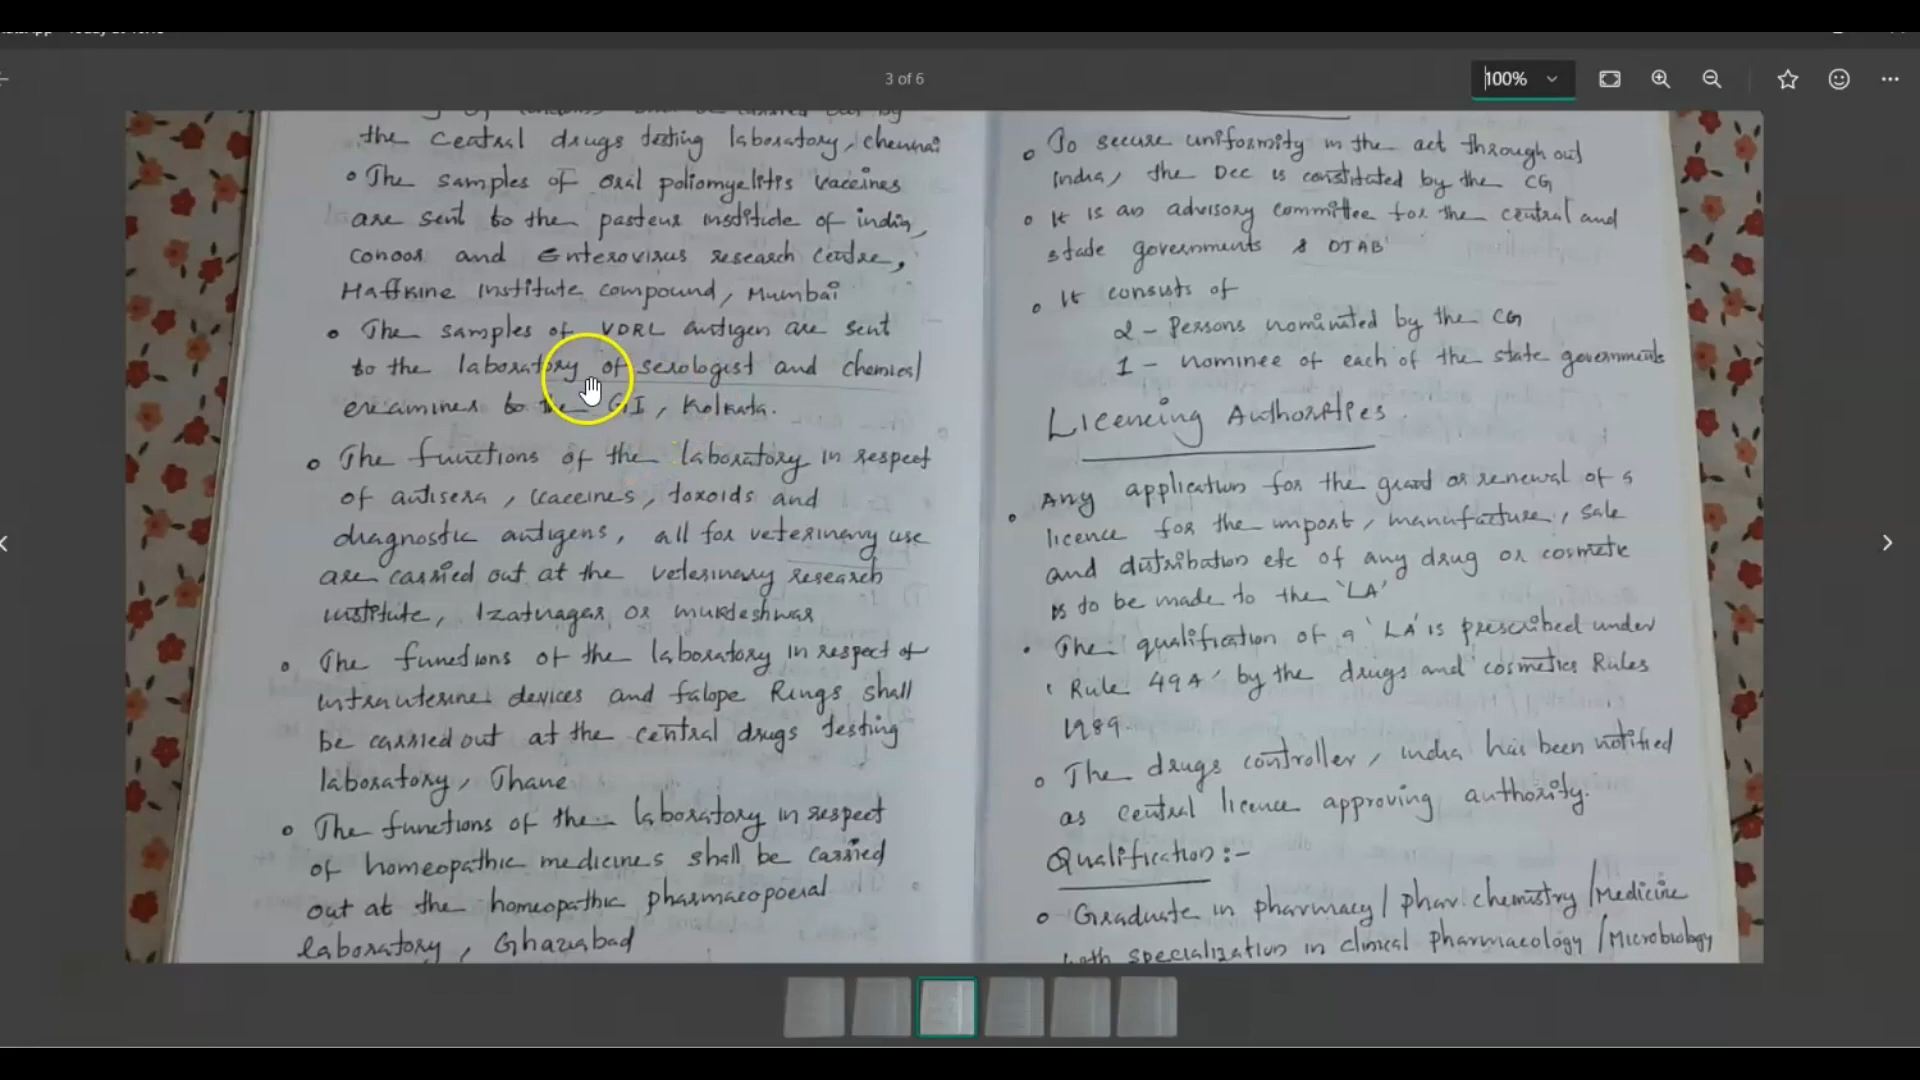 3 of 6
100%
the Central drugs testing laboratory, chennai
• The samples of oral poliomyelitis vaccines
are sent to the pasteur institute of india,
conoor and Enterovirus research centre,
Haffkine institute compound, Mumbai
• The samples of VDRL antigen are sent
to the laboratory of serologist and chemical
examiner to the GI, Kolkata.
• The functions of the laboratory in respect
of antisera, vaccines, toxoids and
diagnostic antigens, all for veterinary use
are carried out at the veterinary research
institute, Izatnagar or mukdeshwar
• The functions of the laboratory in respect of
intrauterine devices and falope Rings shall
be carried out at the central drugs testing
laboratory, Thane
• The functions of the laboratory in respect
of homeopathic medicines shall be carried
out at the homeopathic pharmacopoeial
laboratory, Ghaziabad
• To secure uniformity in the act through out
india, the DCC is constituted by the CG
• It is an advisory committee for the central and
state governments & DTAB'
• It consists of
2 - Persons nominated by the CG
1 - nominee of each of the state governments
Licencing Authorities.
• Any application for the grant or renewal of a
licence for the import, manufacture, sale
and distribution etc of any drug or cosmetic
is to be made to the 'LA'
• The qualification of a 'LA' is prescribed under
'Rule 49A' by the drugs and cosmetics Rules
1989.
• The drugs controller, india has been notified
as central licence approving authority.
Qualification:-
• Graduate in pharmacy / phar. chemistry / Medicine
with specialization in clinical pharmacology / Microbiology